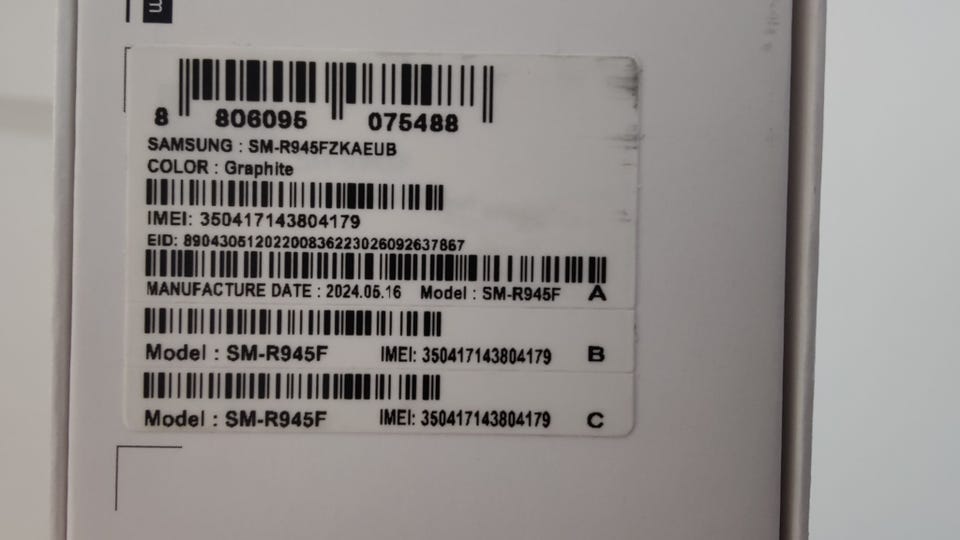 m
8 806095 075488
SAMSUNG : SM-R945FZKAEUB
COLOR : Graphite
IMEI: 350417143804179
EID: 89043051202200836223026092637867
MANUFACTURE DATE : 2024.05.16 Model : SM-R945F A
Model : SM-R945F IMEI: 350417143804179 B
Model : SM-R945F IMEI: 350417143804179 C